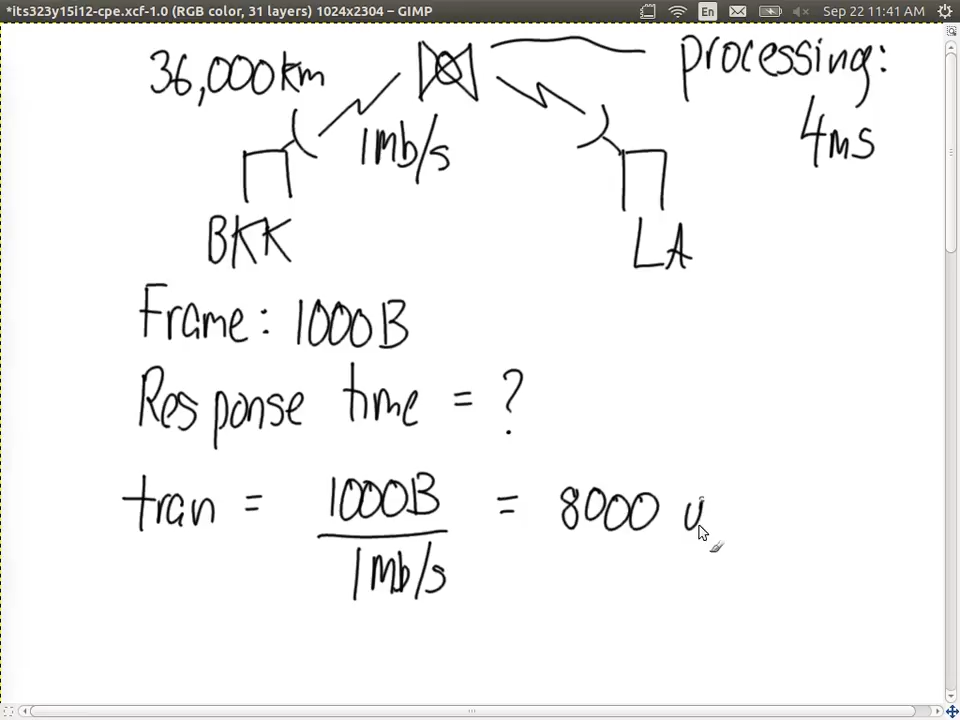 *its323y15i12-cpe.xcf-1.0 (RGB color, 31 layers) 1024x2304 – GIMP
En
Sep 22 11:41 AM
36,000km
processing:
1Mb/s
4ms
BKK
LA
Frame: 1000B
Response time = ?
tran = 1000B = 8000 u
1Mb/s